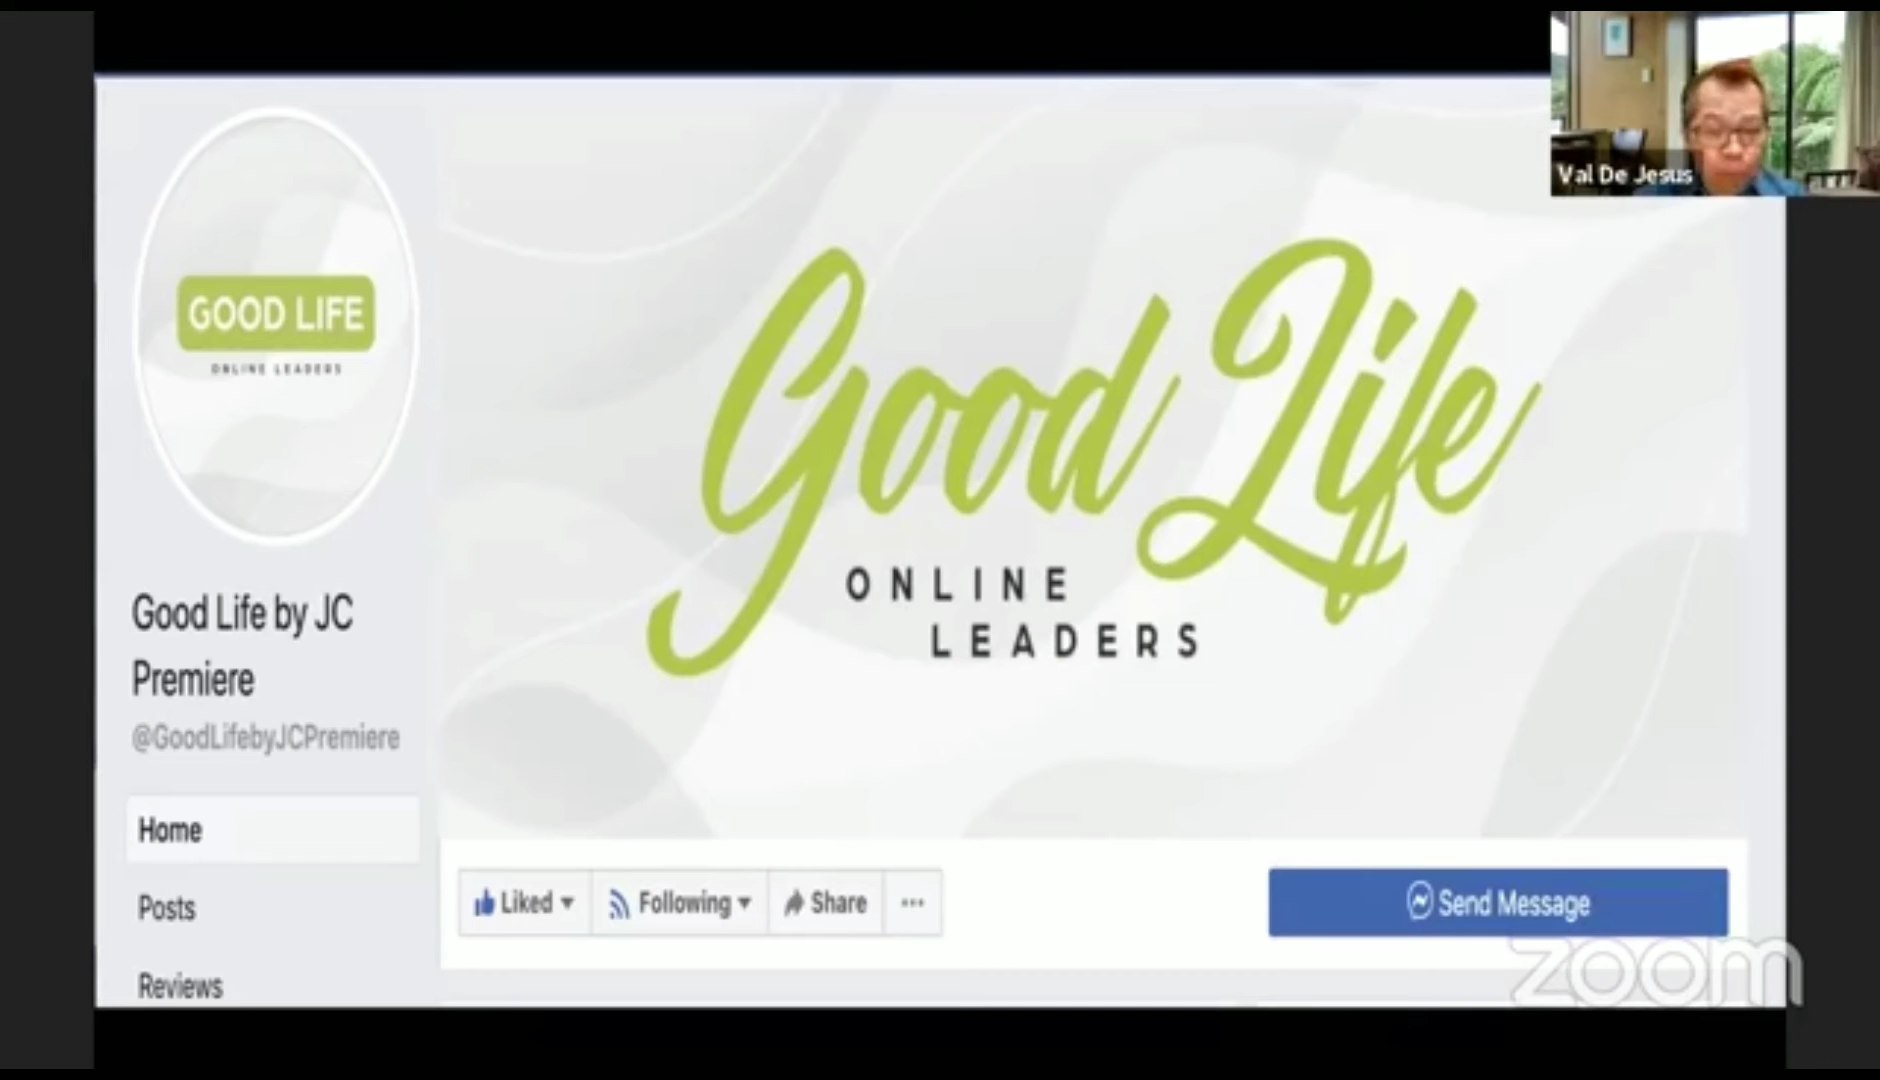 Val De Jesus
GOOD LIFE
ONLINE LEADERS
Good Life
ONLINE
LEADERS
Good Life by JC
Premiere
@GoodLifebyJCPremiere
Home
Posts
Reviews
Liked
Following
Share
Send Message
zoom